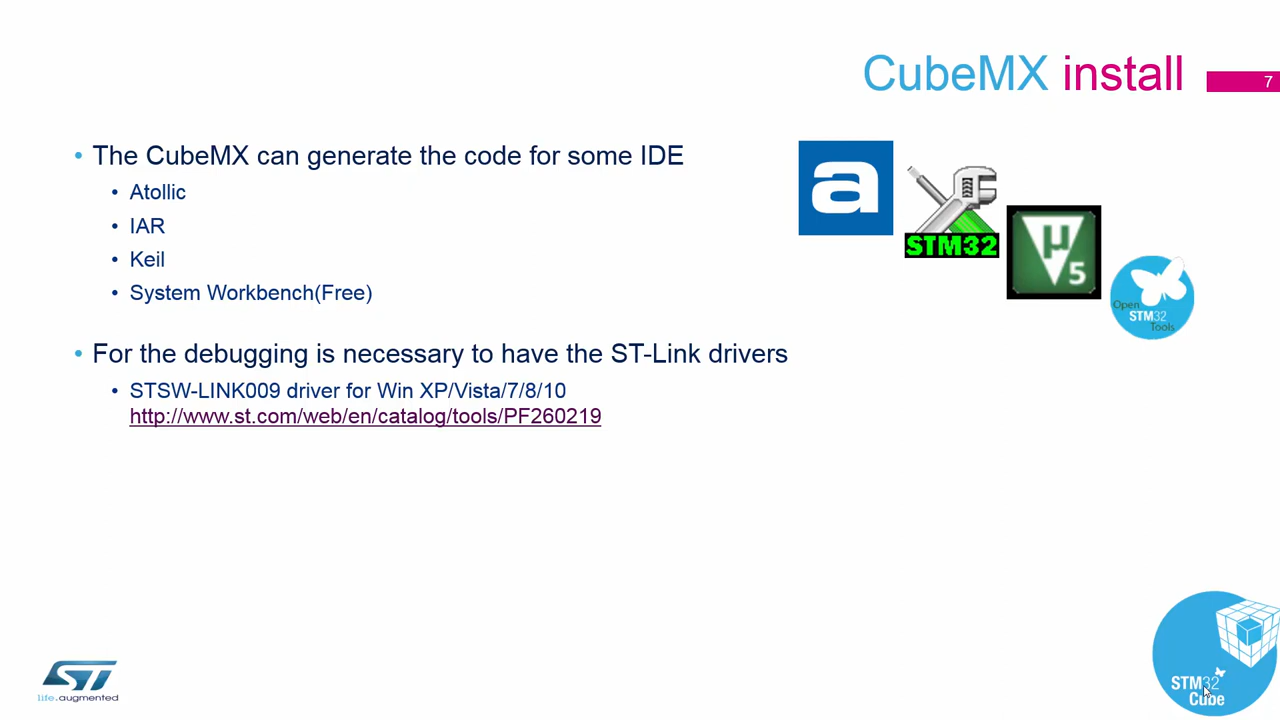 CubeMX install
7
• The CubeMX can generate the code for some IDE
• Atollic
• IAR
• Keil
• System Workbench(Free)
• For the debugging is necessary to have the ST-Link drivers
• STSW-LINK009 driver for Win XP/Vista/7/8/10
http://www.st.com/web/en/catalog/tools/PF260219
a
STM32
µ
5
Open
STM32
Tools
ST
life.augmented
STM32
Cube